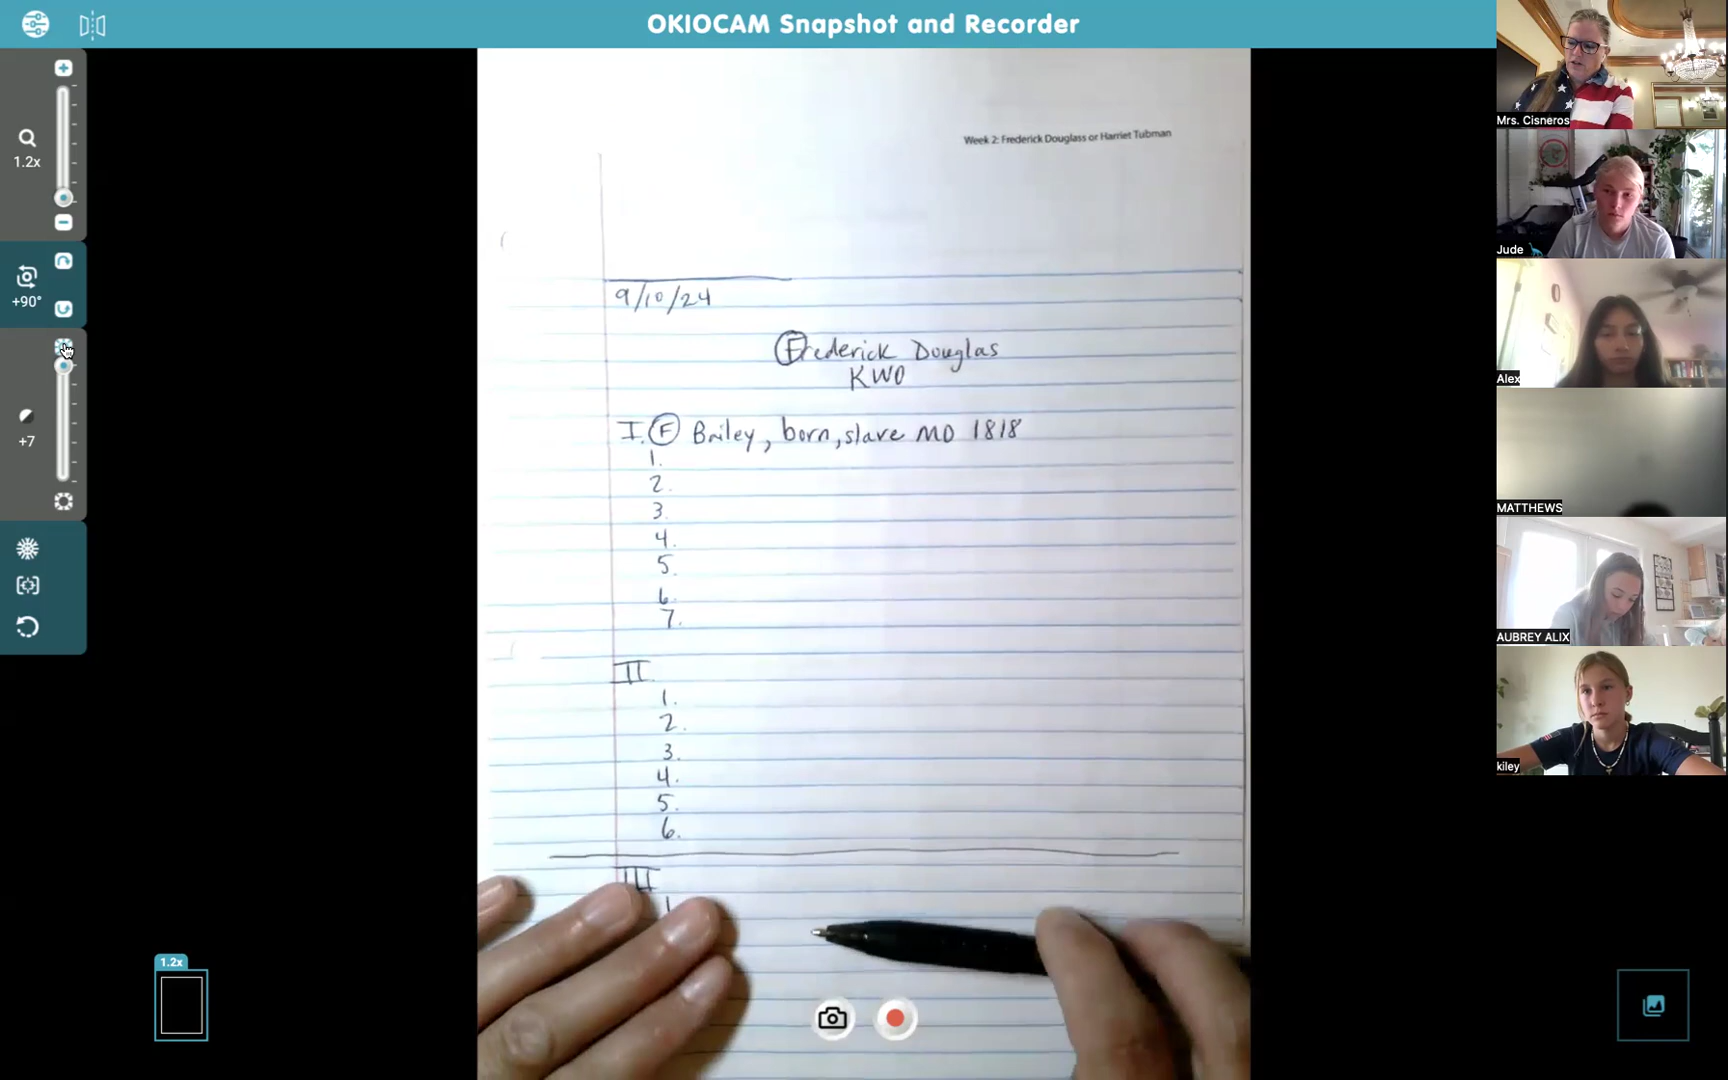 OKIOCAM Snapshot and Recorder
1.2x
+90°
+7
1.2x
Week 2: Frederick Douglass or Harriet Tubman
9/10/24
Frederick Douglas
KWO
I. F Bailey, born, slave MD 1818
1.
2.
3.
4.
5.
6.
7.
II
1.
2.
3.
4.
5.
6.
III
1
Mrs. Cisneros
Jude
Alex
MATTHEWS
AUBREY ALIX
kiley